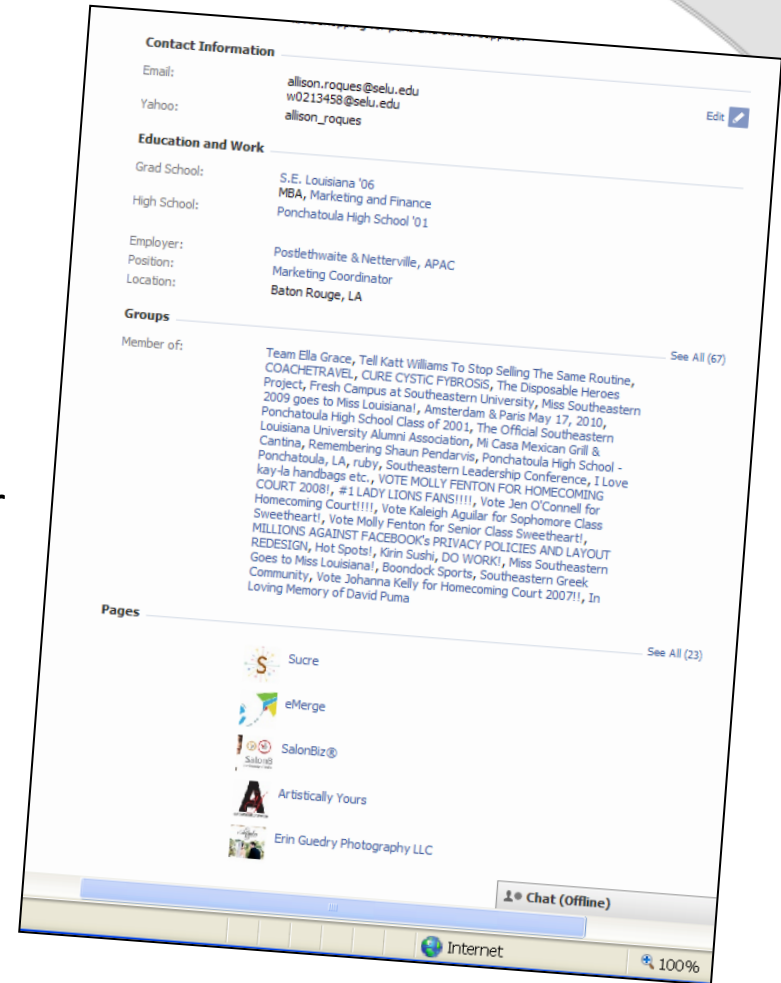 Contact Information
Email:
allison.roques@selu.edu
w0213458@selu.edu
Edit
Yahoo:
allison_roques
Education and Work
Grad School:
S.E. Louisiana '06
MBA, Marketing and Finance
High School:
Ponchatoula High School '01
Employer:
Postlethwaite & Netterville, APAC
Position:
Marketing Coordinator
Location:
Baton Rouge, LA
Groups
See All (67)
Member of:
Team Ella Grace, Tell Katt Williams To Stop Selling The Same Routine,
COACHETRAVEL, CURE CYSTiC FYBROSiS, The Disposable Heroes
Project, Fresh Campus at Southeastern University, Miss Southeastern
2009 goes to Miss Louisiana!, Amsterdam & Paris May 17, 2010,
Ponchatoula High School Class of 2001, The Official Southeastern
Louisiana University Alumni Association, Mi Casa Mexican Grill &
Cantina, Remembering Shaun Pendarvis, Ponchatoula High School -
Ponchatoula, LA, ruby, Southeastern Leadership Conference, I Love
kay-la handbags etc., VOTE MOLLY FENTON FOR HOMECOMING
COURT 2008!, #1 LADY LIONS FANS!!!!, Vote Jen O'Connell for
Homecoming Court!!!!, Vote Kaleigh Aguilar for Sophomore Class
Sweetheart!, Vote Molly Fenton for Senior Class Sweetheart!,
MILLIONS AGAINST FACEBOOK's PRIVACY POLICIES AND LAYOUT
REDESIGN, Hot Spots!, Kirin Sushi, DO WORK!, Miss Southeastern
Goes to Miss Louisiana!, Boondock Sports, Southeastern Greek
Community, Vote Johanna Kelly for Homecoming Court 2007!!, In
Loving Memory of David Puma
Pages
See All (23)
S
Sucre
eMerge
SalonBiz®
A
Artistically Yours
Erin Guedry Photography LLC
Chat (Offline)
Internet
100%